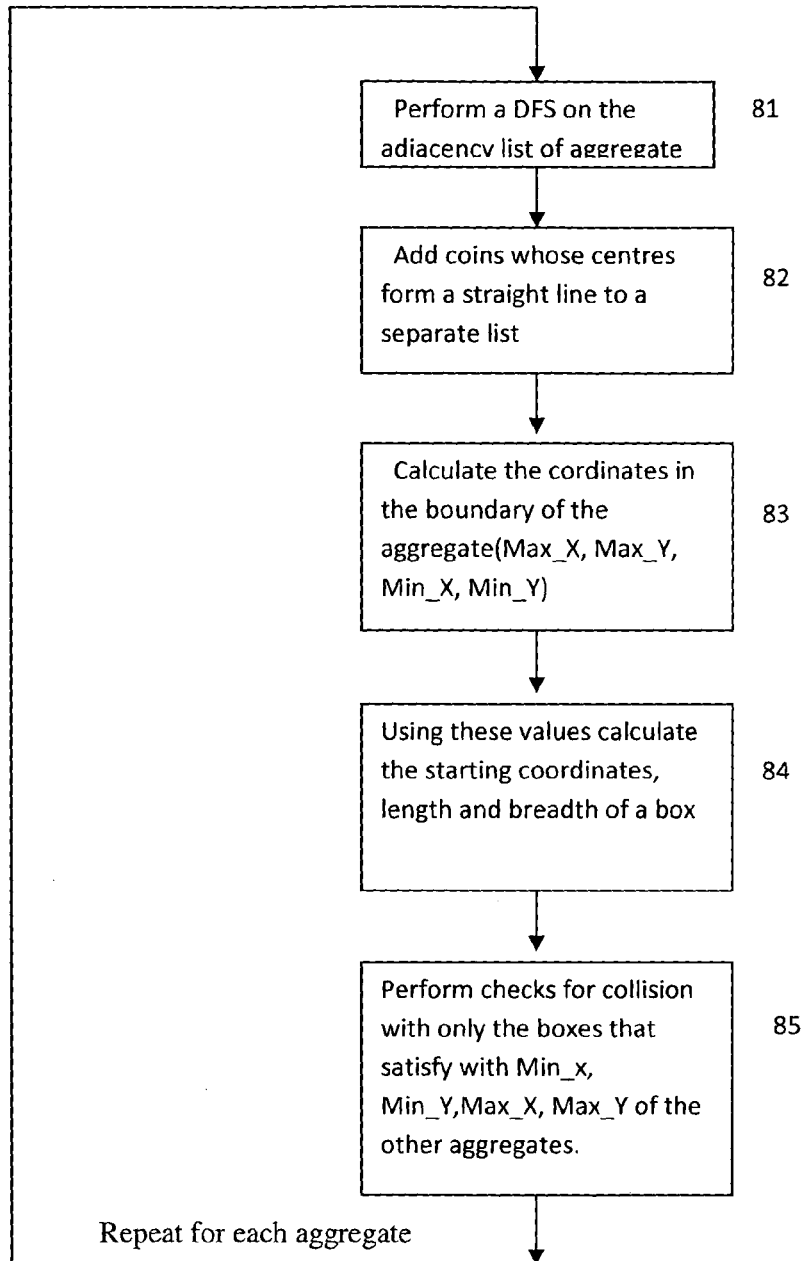 Perform a DFS on the
adjacency list of aggregate
81
Add coins whose centres
form a straight line to a
separate list
82
Calculate the cordinates in
the boundary of the
aggregate(Max_X, Max_Y,
Min_X, Min_Y)
83
Using these values calculate
the starting coordinates,
length and breadth of a box
84
Perform checks for collision
with only the boxes that
satisfy with Min_x,
Min_Y,Max_X, Max_Y of the
other aggregates.
85
Repeat for each aggregate